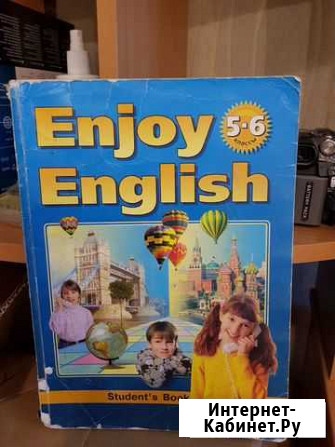 Enjoy
English
5-6
классы
Student's Book
Интернет-
Кабинет.Ру